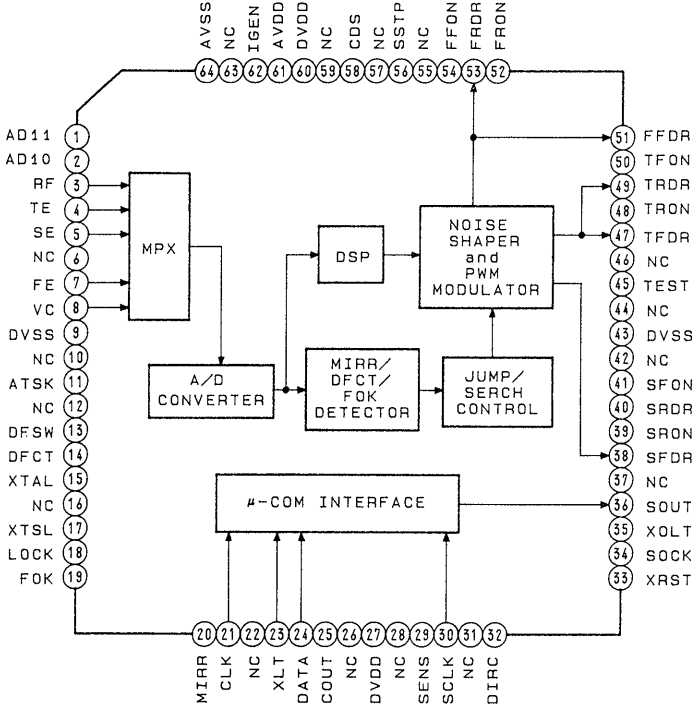 AVSS
NC
IGEN
AVDD
DVDD
NC
CDS
NC
SSTP
NC
FFON
FRDR
FRON
64
63
62
61
60
59
58
57
56
55
54
53
52
AD11 1
AD10 2
RF 3
TE 4
SE 5
NC 6
FE 7
VC 8
DVSS 9
NC 10
ATSK 11
NC 12
DFSW 13
DFCT 14
XTAL 15
NC 16
XTSL 17
LOCK 18
FOK 19
MPX
A/D
CONVERTER
DSP
MIRR/
DFCT/
FOK
DETECTOR
NOISE
SHAPER
and
PWM
MODULATOR
JUMP/
SERCH
CONTROL
μ-COM INTERFACE
51 FFDR
50 TFON
49 TRDR
48 TRON
47 TFDR
46 NC
45 TEST
44 NC
43 DVSS
42 NC
41 SFON
40 SRDR
39 SRON
38 SFDR
37 NC
36 SOUT
35 XOLT
34 SOCK
33 XRST
20
21
22
23
24
25
26
27
28
29
30
31
32
MIRR
CLK
NC
XLT
DATA
COUT
NC
DVDD
NC
SENS
SCLK
NC
DIRC